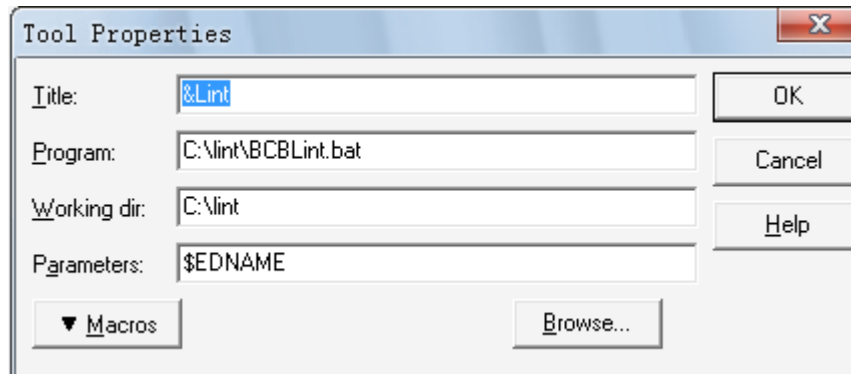 Tool Properties
Title: &Lint
OK
Program: C:\lint\BCBLint.bat
Cancel
Working dir: C:\lint
Help
Parameters: $EDNAME
▼ Macros
Browse...